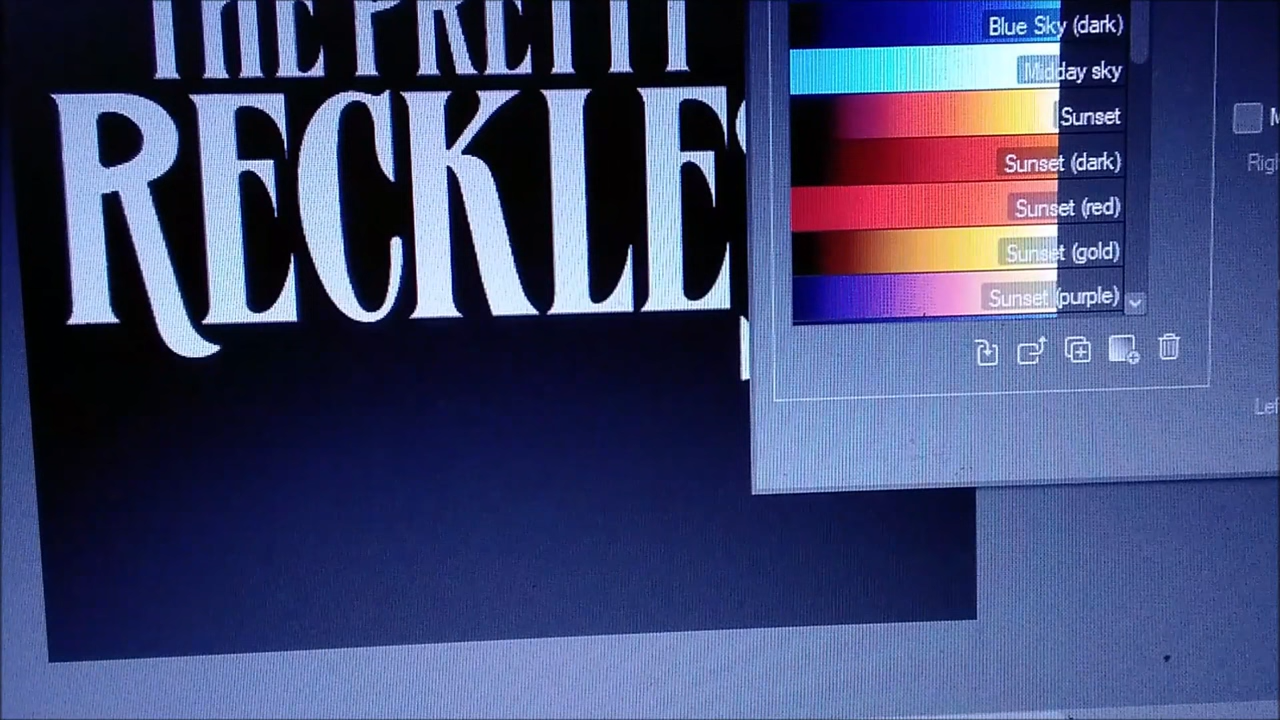 THE PRETTY
RECKLES
Blue Sky (dark)
Midday sky
Sunset
Sunset (dark)
Sunset (red)
Sunset (gold)
Sunset (purple)
M
Righ
Lef